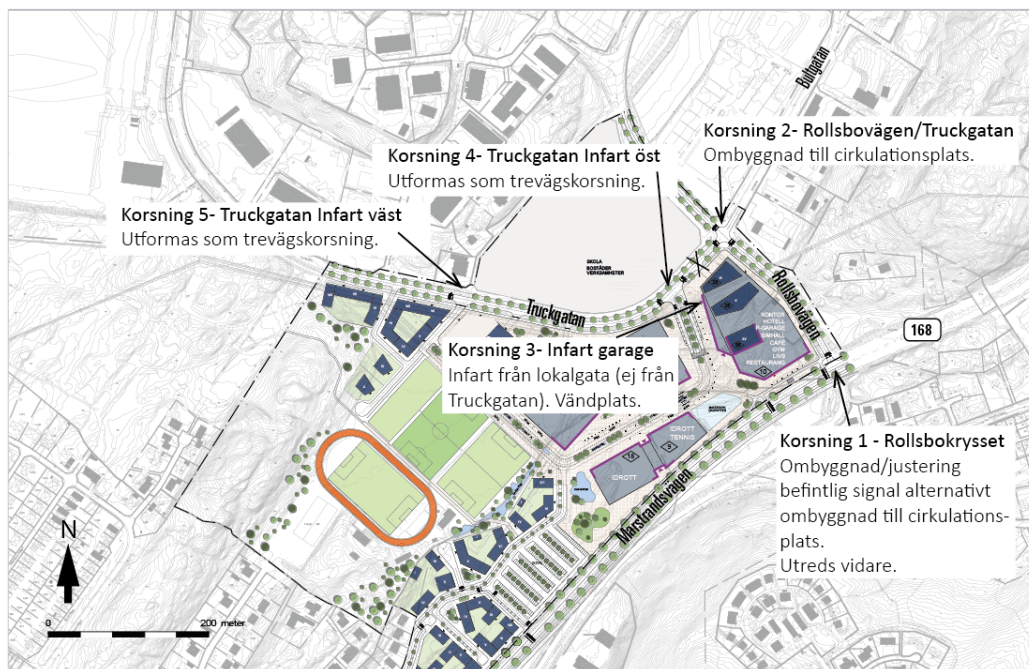 Bultgatan
Korsning 2- Rollsbovägen/Truckgatan
Ombyggnad till cirkulationsplats.
Korsning 4- Truckgatan Infart öst
Utformas som trevägskorsning.
Korsning 5- Truckgatan Infart väst
Utformas som trevägskorsning.
SKOLA
BOSTÄDER
VERKSAMHETER
Rollsbovägen
Truckgatan
KONTOR
HOTELL
P-GARAGE
SIMHALL
CAFÉ
GYM
LIVS
RESTAURANG
10
168
Korsning 3- Infart garage
Infart från lokalgata (ej från
Truckgatan). Vändplats.
IDROTT
TENNIS
9
18
IDROTT
Marstrandsvägen
Korsning 1 - Rollsbokrysset
Ombyggnad/justering
befintlig signal alternativt
ombyggnad till cirkulations-
plats.
Utreds vidare.
N
0
200 meter